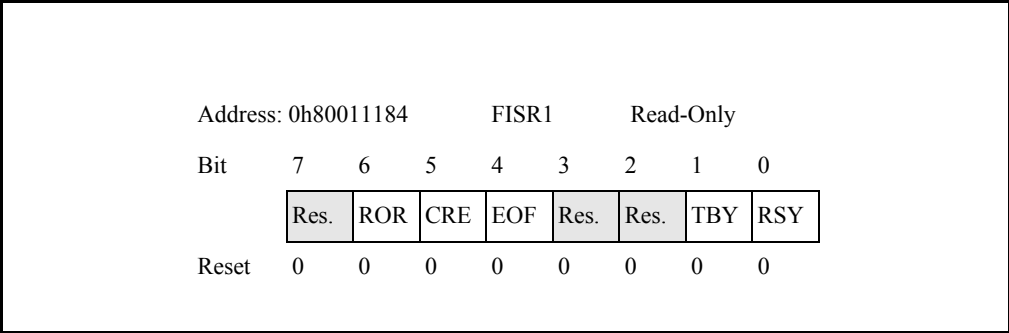 Address: 0h80011184 FISR1 Read-Only
Bit 7 6 5 4 3 2 1 0
Res. ROR CRE EOF Res. Res. TBY RSY
Reset 0 0 0 0 0 0 0 0